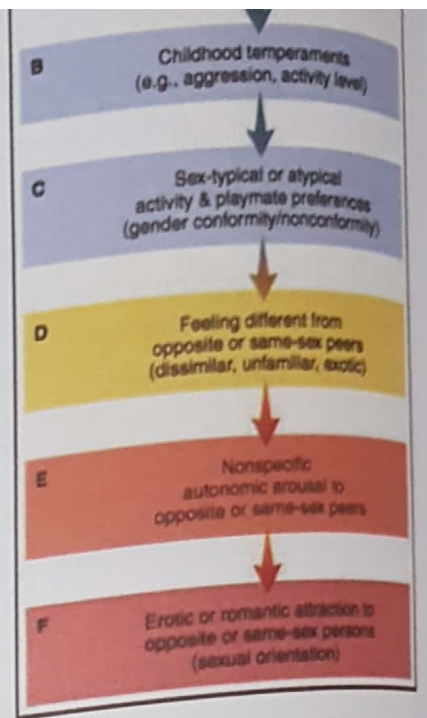 B
Childhood temperaments
(e.g., aggression, activity level)
C
Sex-typical or atypical
activity & playmate preferences
(gender conformity/nonconformity)
D
Feeling different from
opposite or same-sex peers
(dissimilar, unfamiliar, exotic)
E
Nonspecific
autonomic arousal to
opposite or same-sex peers
F
Erotic or romantic attraction to
opposite or same-sex persons
(sexual orientation)